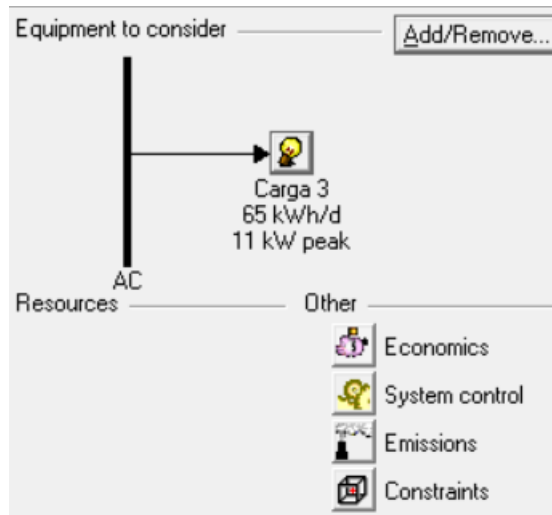 Equipment to consider
Add/Remove...
Carga 3
65 kWh/d
11 kW peak
AC
Resources
Other
Economics
System control
Emissions
Constraints